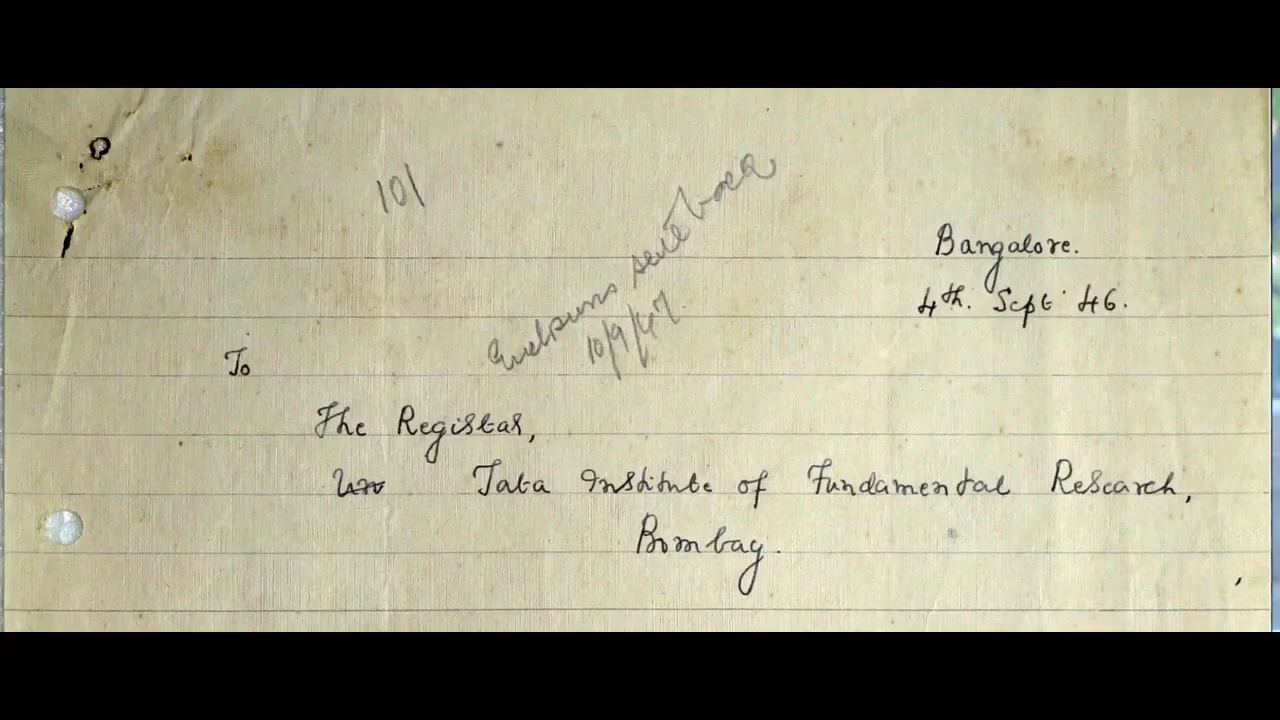 101
Enclosures sent back
10/9/47.
Bangalore.
4th. Sept 46.
To
The Registrar,
Tata Institute of Fundamental Research,
Bombay.